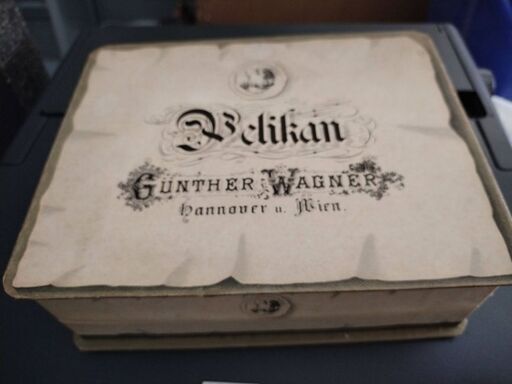 Pelikan
GÜNTHER WAGNER
Hannover u. Wien.